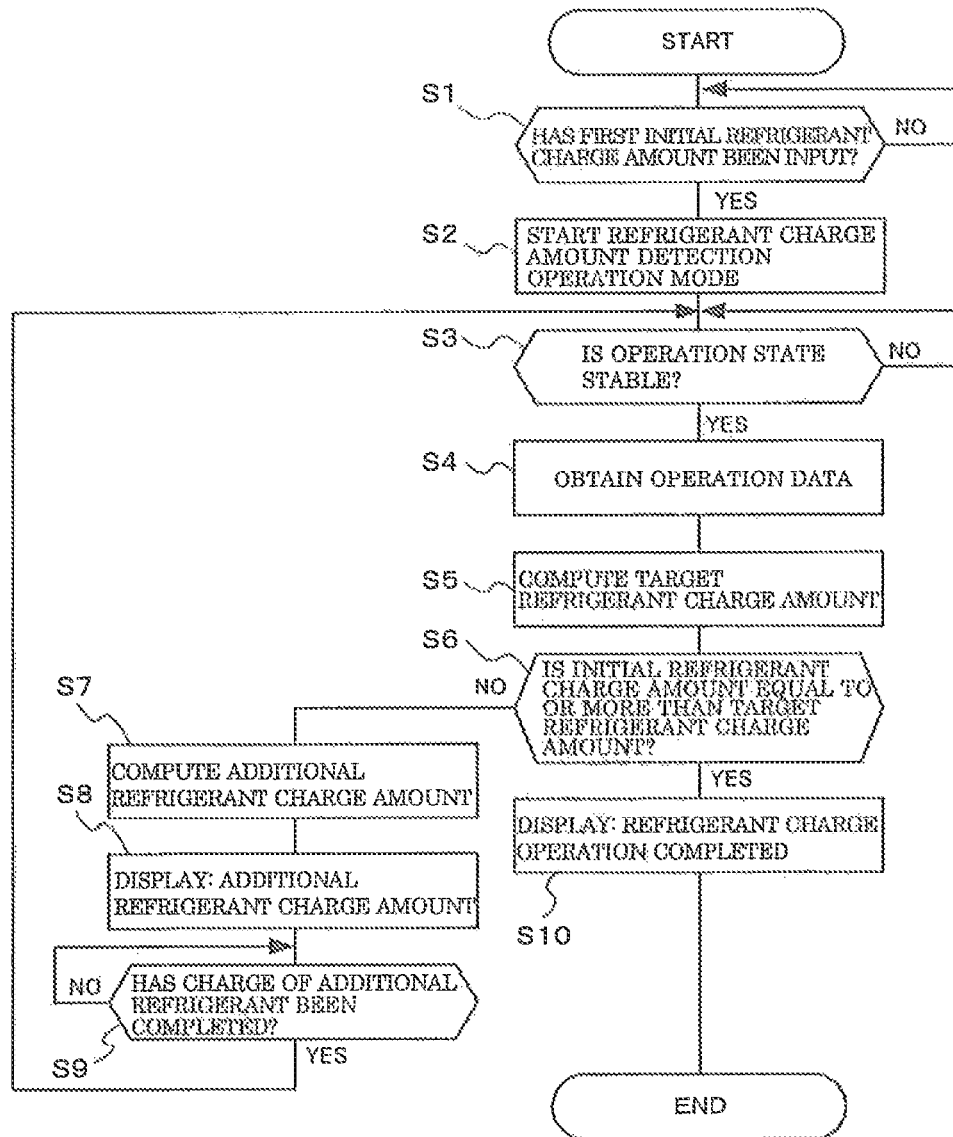 START
S1
HAS FIRST INITIAL REFRIGERANT
CHARGE AMOUNT BEEN INPUT?
NO
YES
S2
START REFRIGERANT CHARGE
AMOUNT DETECTION
OPERATION MODE
S3
IS OPERATION STATE
STABLE?
NO
YES
S4
OBTAIN OPERATION DATA
S5
COMPUTE TARGET
REFRIGERANT CHARGE AMOUNT
S6
IS INITIAL REFRIGERANT
CHARGE AMOUNT EQUAL TO
OR MORE THAN TARGET
REFRIGERANT CHARGE
AMOUNT?
NO
YES
S7
COMPUTE ADDITIONAL
REFRIGERANT CHARGE AMOUNT
S8
DISPLAY: ADDITIONAL
REFRIGERANT CHARGE AMOUNT
DISPLAY: REFRIGERANT CHARGE
OPERATION COMPLETED
S10
NO
HAS CHARGE OF ADDITIONAL
REFRIGERANT BEEN
COMPLETED?
S9
YES
END